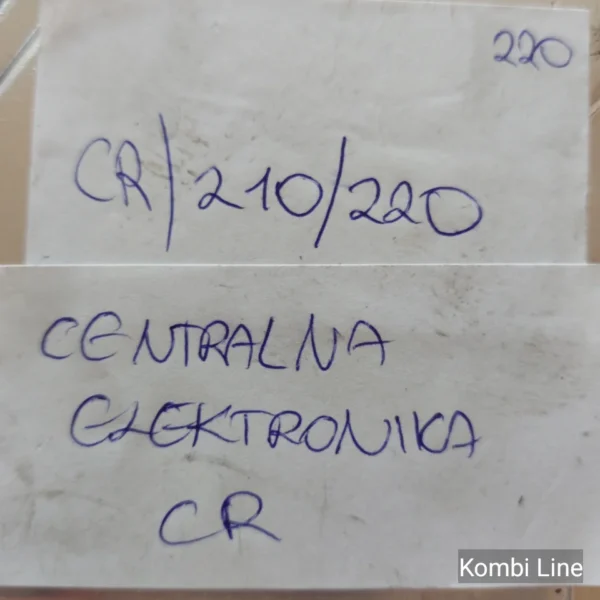 220
CR/210/220
CENTRALNA
ELEKTRONIKA
CR
Kombi Line